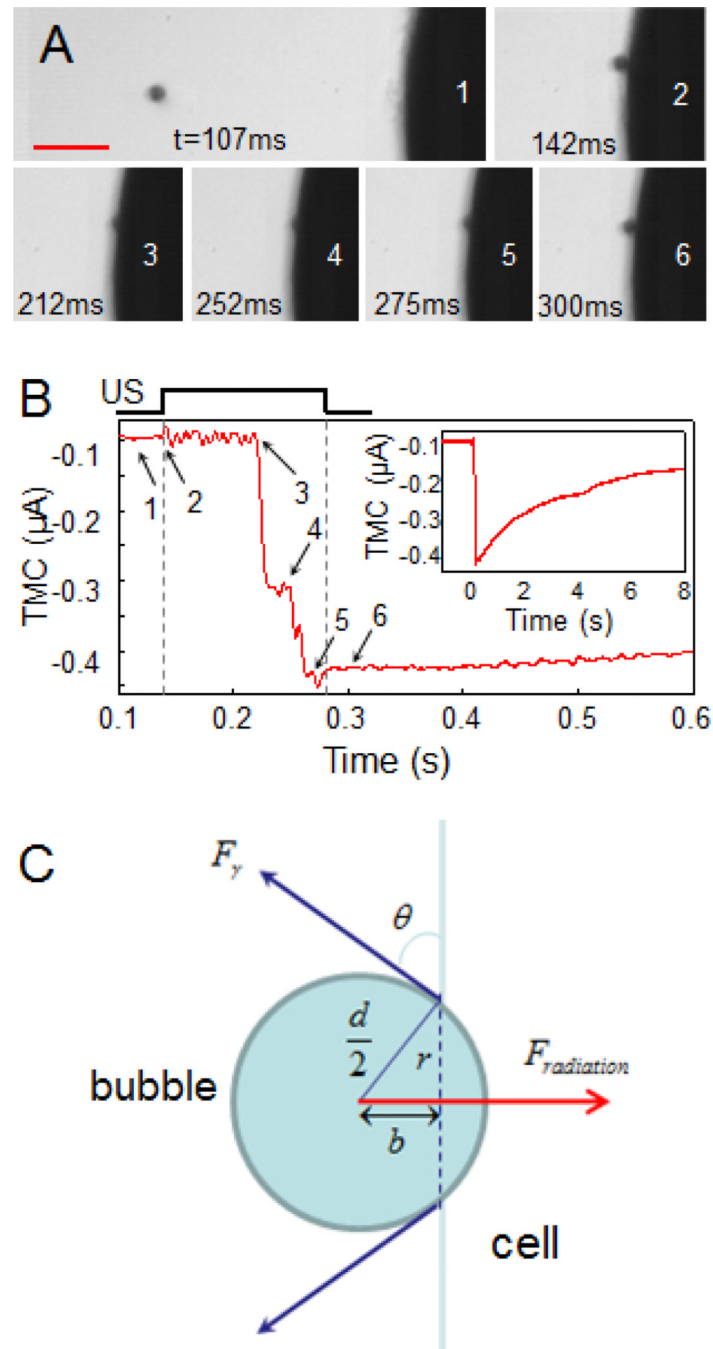 A
1
t=107ms
2
142ms
3
212ms
4
252ms
5
275ms
6
300ms
B
US
TMC (μA)
-0.1
-0.2
-0.3
-0.4
1
2
3
4
5
6
0.1 0.2 0.3 0.4 0.5 0.6
Time (s)
TMC (μA)
-0.1
-0.2
-0.3
-0.4
0 2 4 6 8
Time (s)
C
Fγ
θ
d/2
r
Fradiation
bubble
b
cell